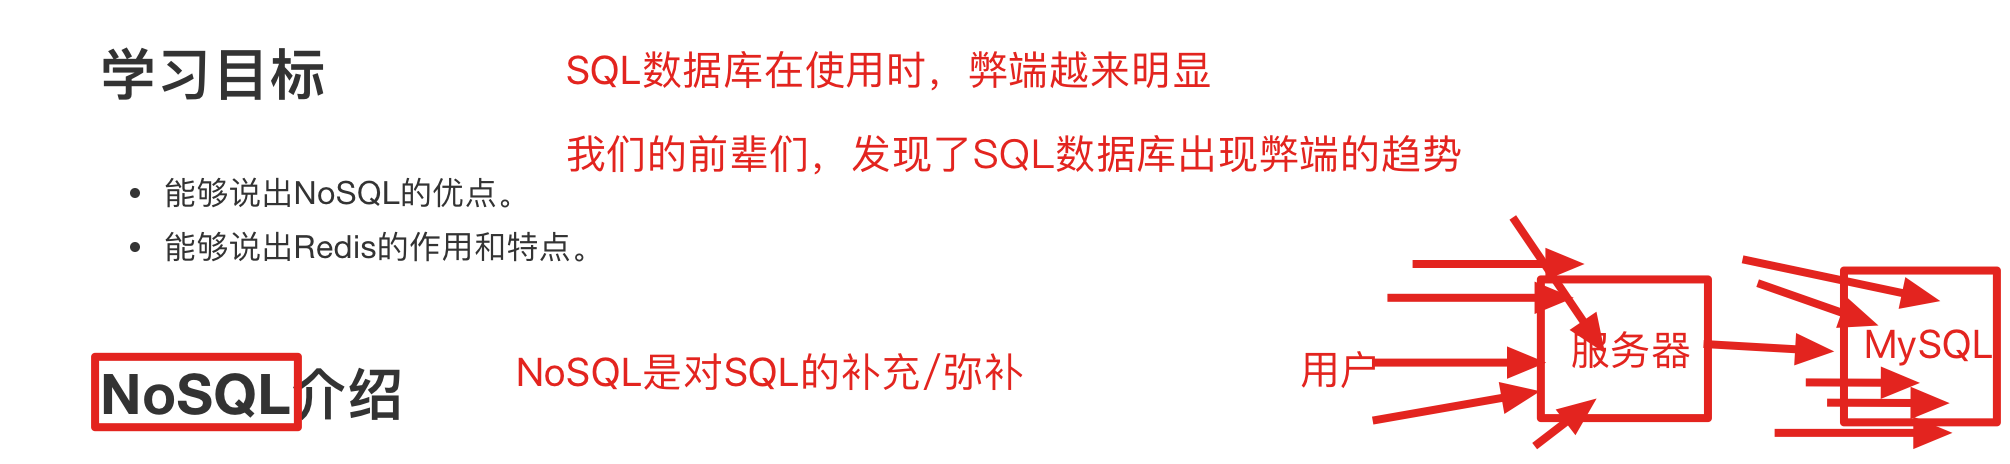 学习目标
SQL数据库在使用时，弊端越来明显
我们的前辈们，发现了SQL数据库出现弊端的趋势
• 能够说出NoSQL的优点。
• 能够说出Redis的作用和特点。
NoSQL介绍
NoSQL是对SQL的补充/弥补
用户
服务器
MySQL